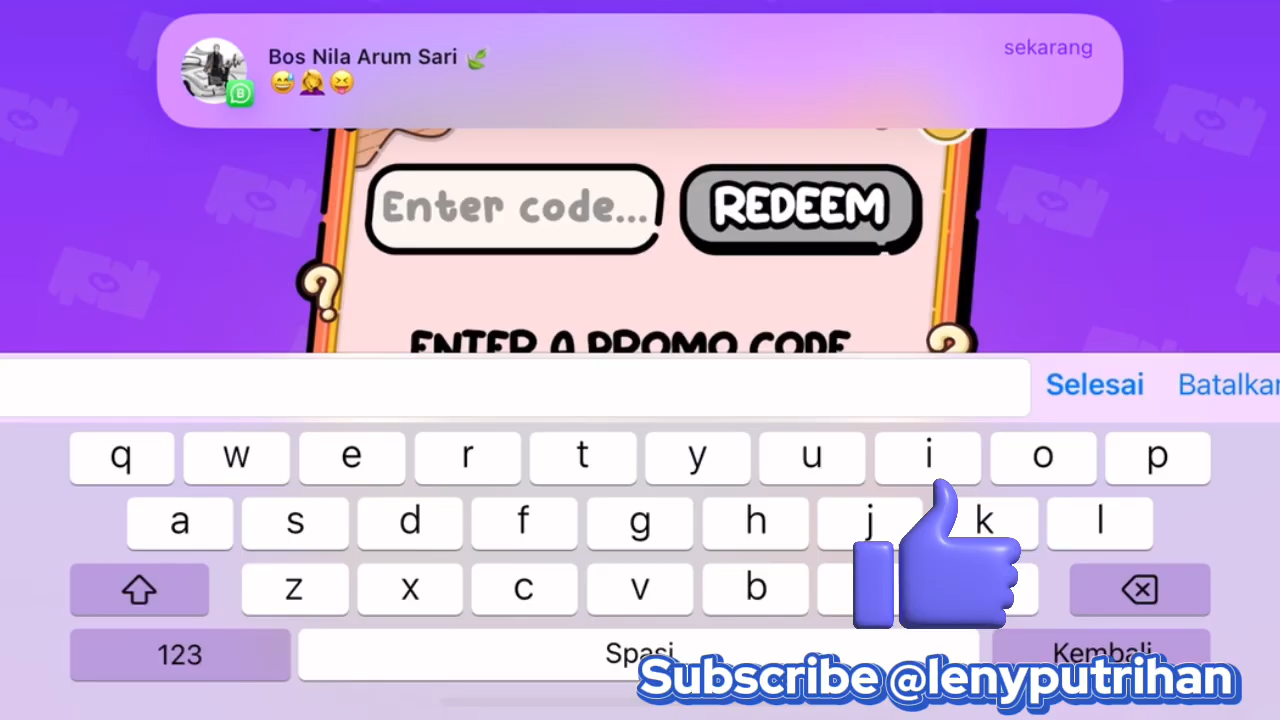 Bos Nila Arum Sari 🌿
sekarang
😅🤦‍♀️😝
Enter code...
REDEEM
ENTER A PROMO CODE
Selesai
Batalkan
q w e r t y u i o p
a s d f g h j k l
z x c v b
123
Spasi
Kembali
Subscribe @lenyputrihan